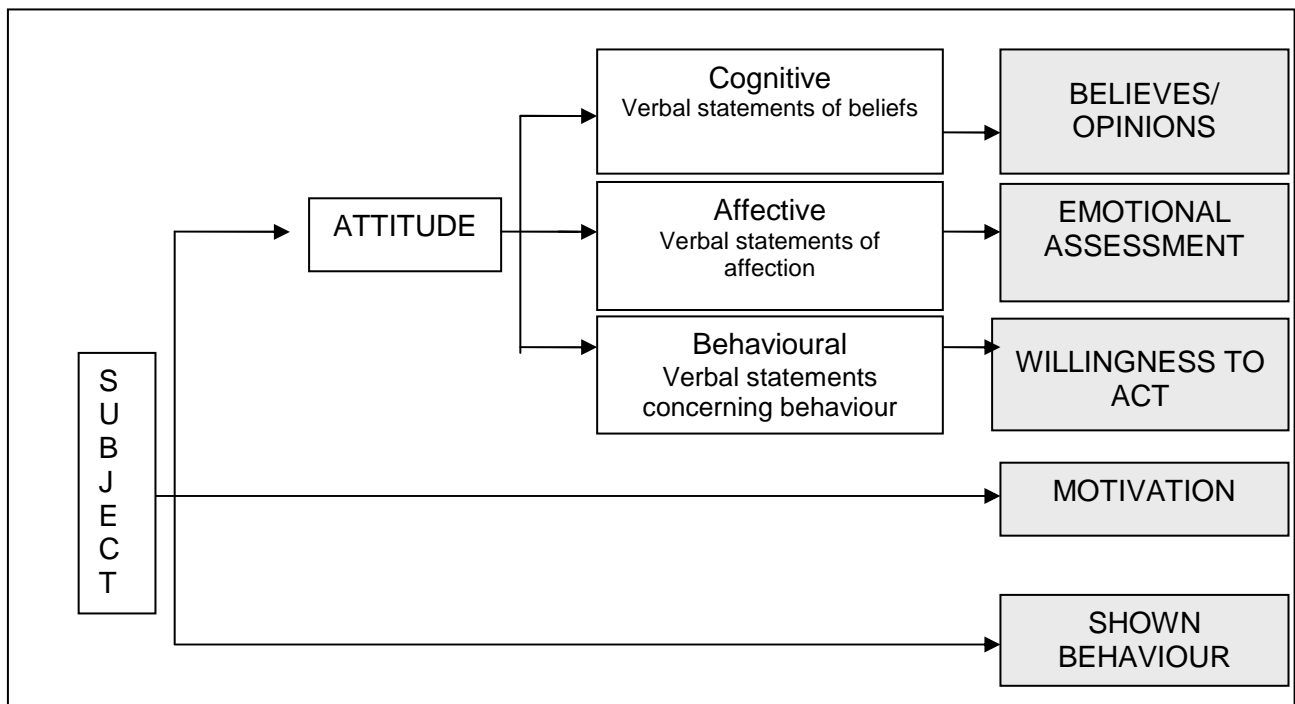 Cognitive
Verbal statements of beliefs
BELIEVES/
OPINIONS
ATTITUDE
Affective
Verbal statements of
affection
EMOTIONAL
ASSESSMENT
Behavioural
Verbal statements
concerning behaviour
WILLINGNESS TO
ACT
S
U
B
J
E
C
T
MOTIVATION
SHOWN
BEHAVIOUR